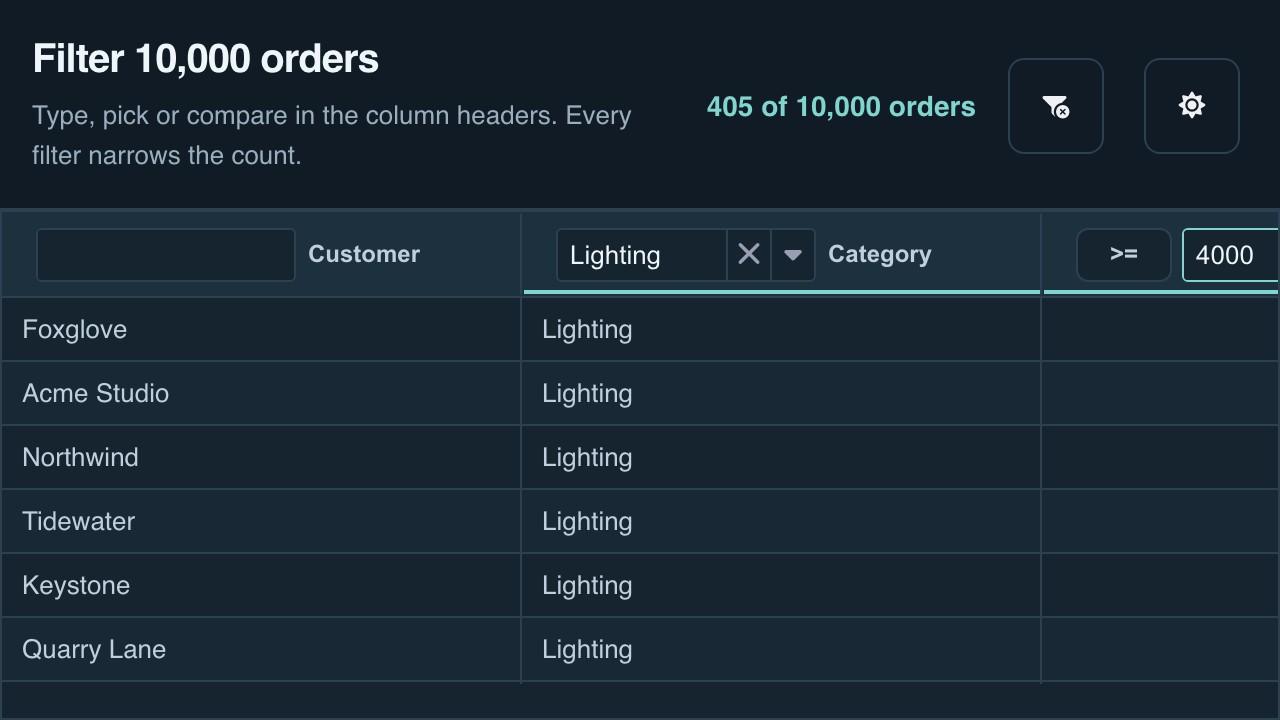 Filter 10,000 orders
Type, pick or compare in the column headers. Every
filter narrows the count.
405 of 10,000 orders
Customer
Lighting
Category
>=
4000
Foxglove
Lighting
Acme Studio
Lighting
Northwind
Lighting
Tidewater
Lighting
Keystone
Lighting
Quarry Lane
Lighting